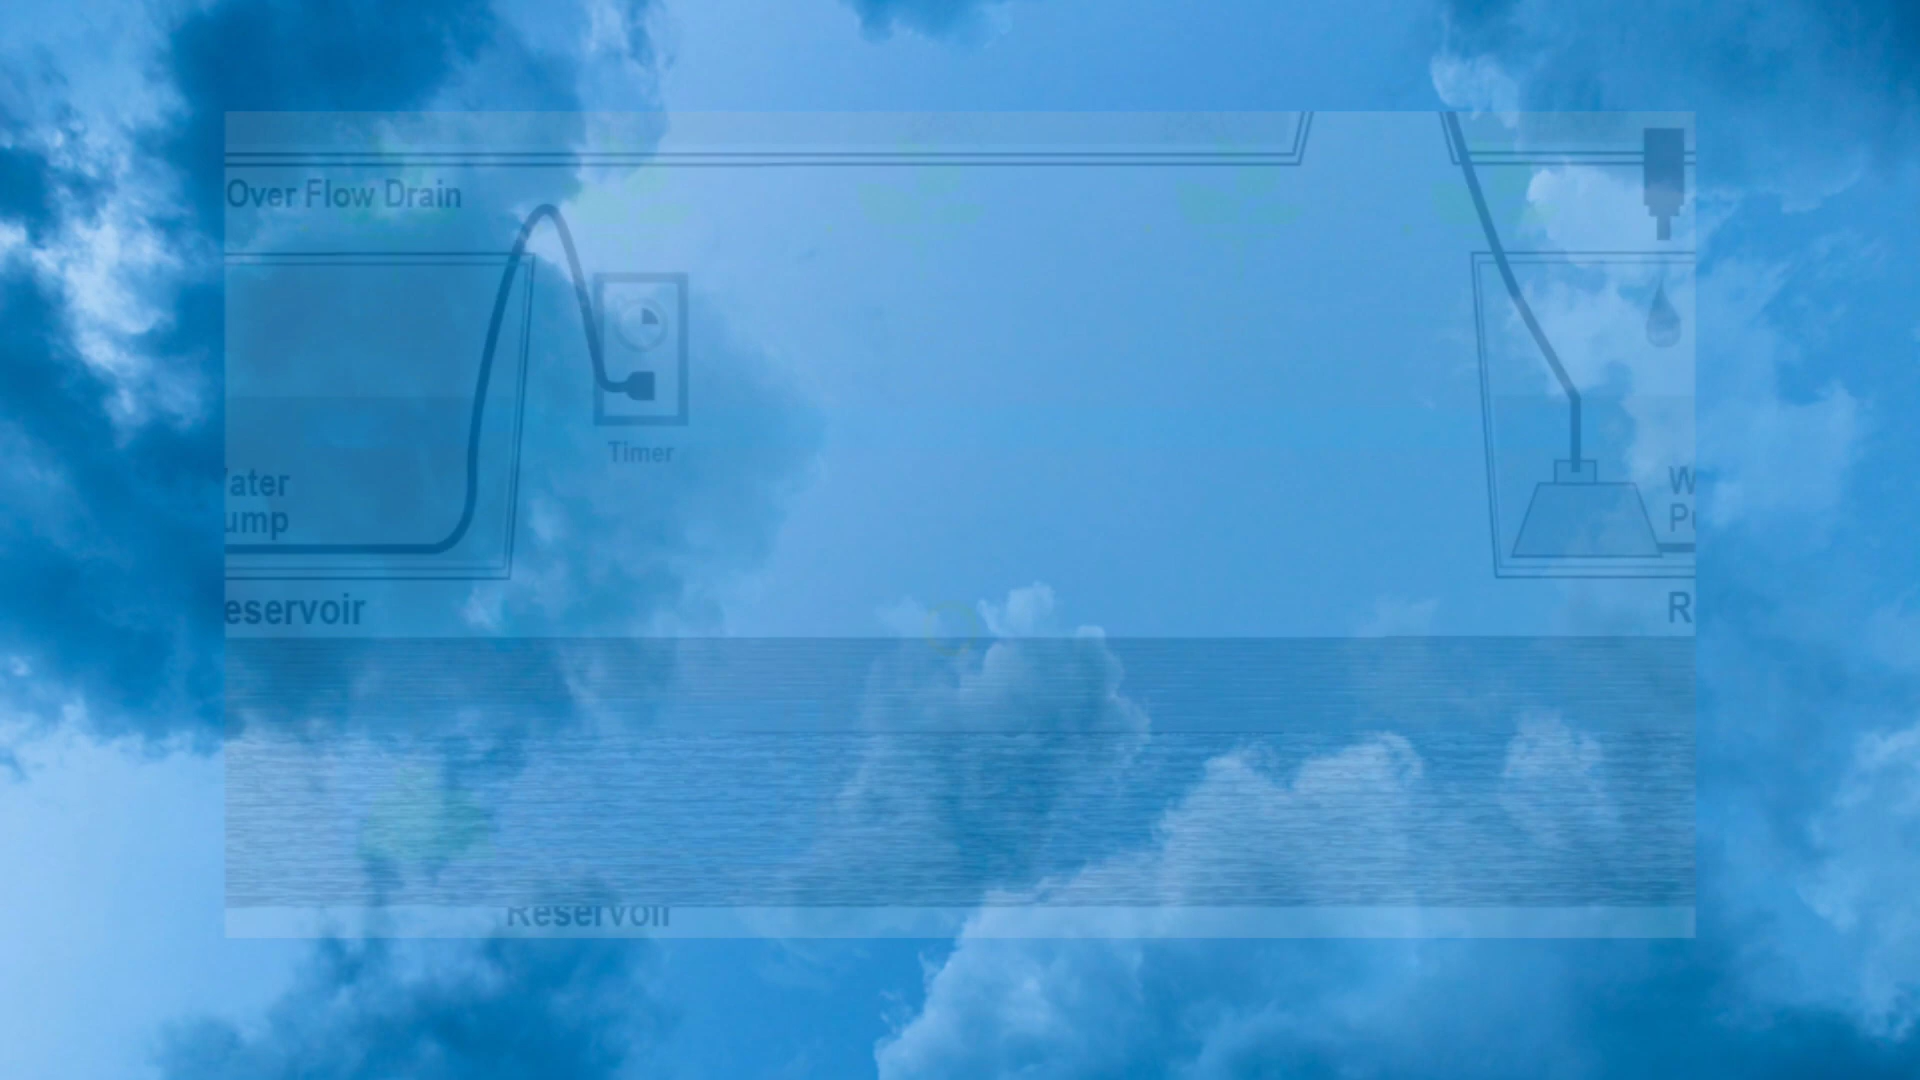 Over Flow Drain
Timer
ater
ump
W
P
eservoir
R
Reservoir